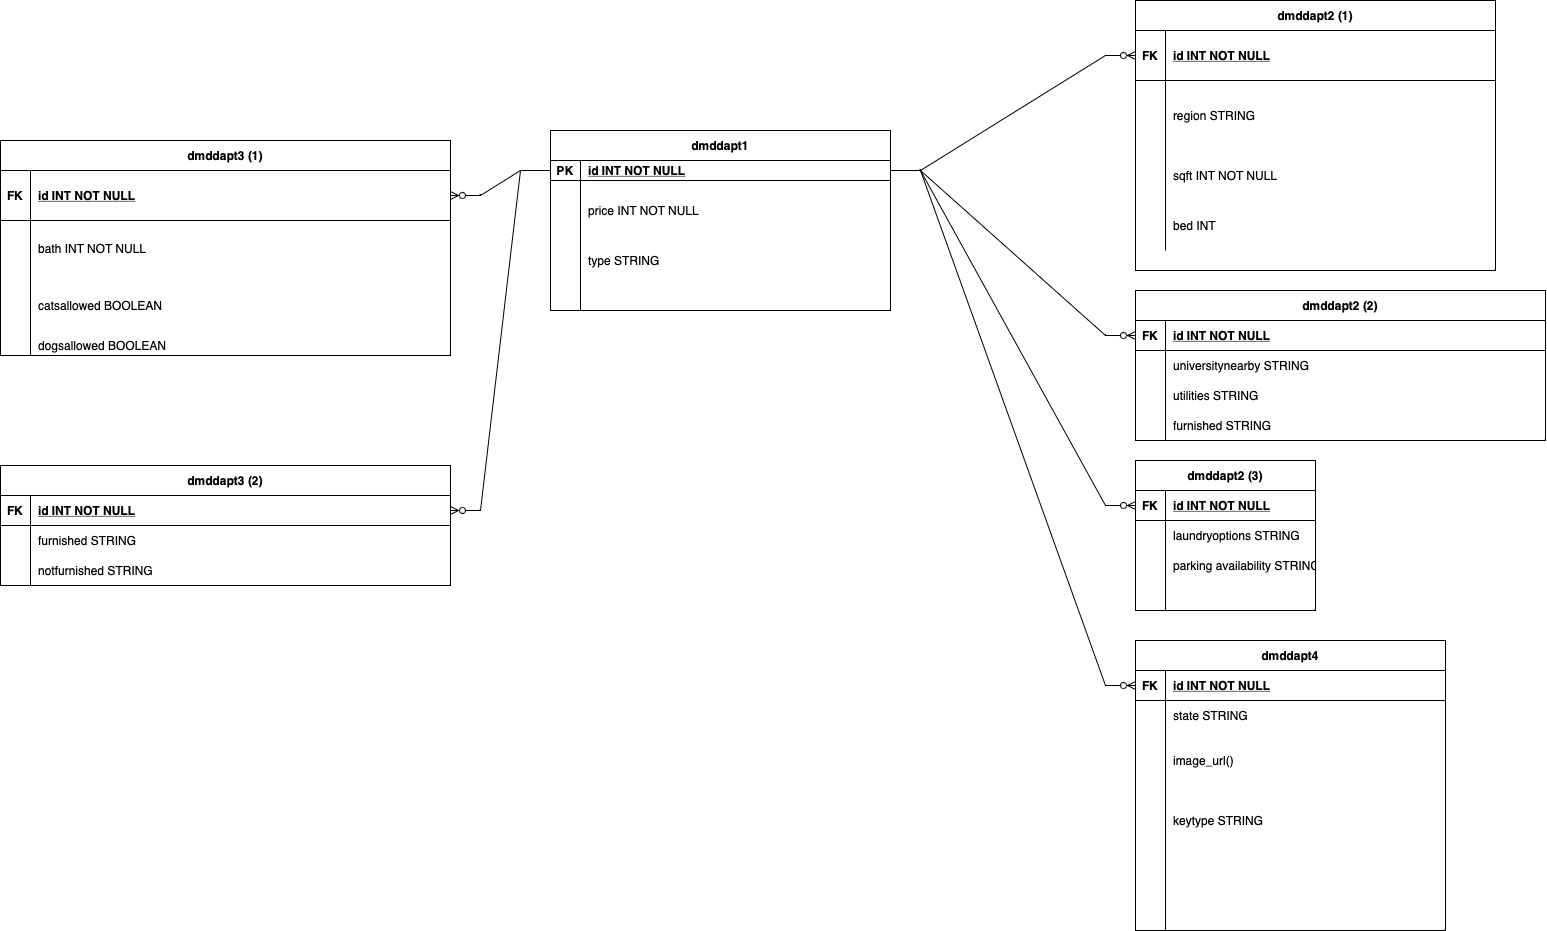 dmddapt3 (1)
FK id INT NOT NULL
bath INT NOT NULL
catsallowed BOOLEAN
dogsallowed BOOLEAN
dmddapt3 (2)
FK id INT NOT NULL
furnished STRING
notfurnished STRING
dmddapt1
PK id INT NOT NULL
price INT NOT NULL
type STRING
dmddapt2 (1)
FK id INT NOT NULL
region STRING
sqft INT NOT NULL
bed INT
dmddapt2 (2)
FK id INT NOT NULL
universitynearby STRING
utilities STRING
furnished STRING
dmddapt2 (3)
FK id INT NOT NULL
laundryoptions STRING
parking availability STRING
dmddapt4
FK id INT NOT NULL
state STRING
image_url()
keytype STRING